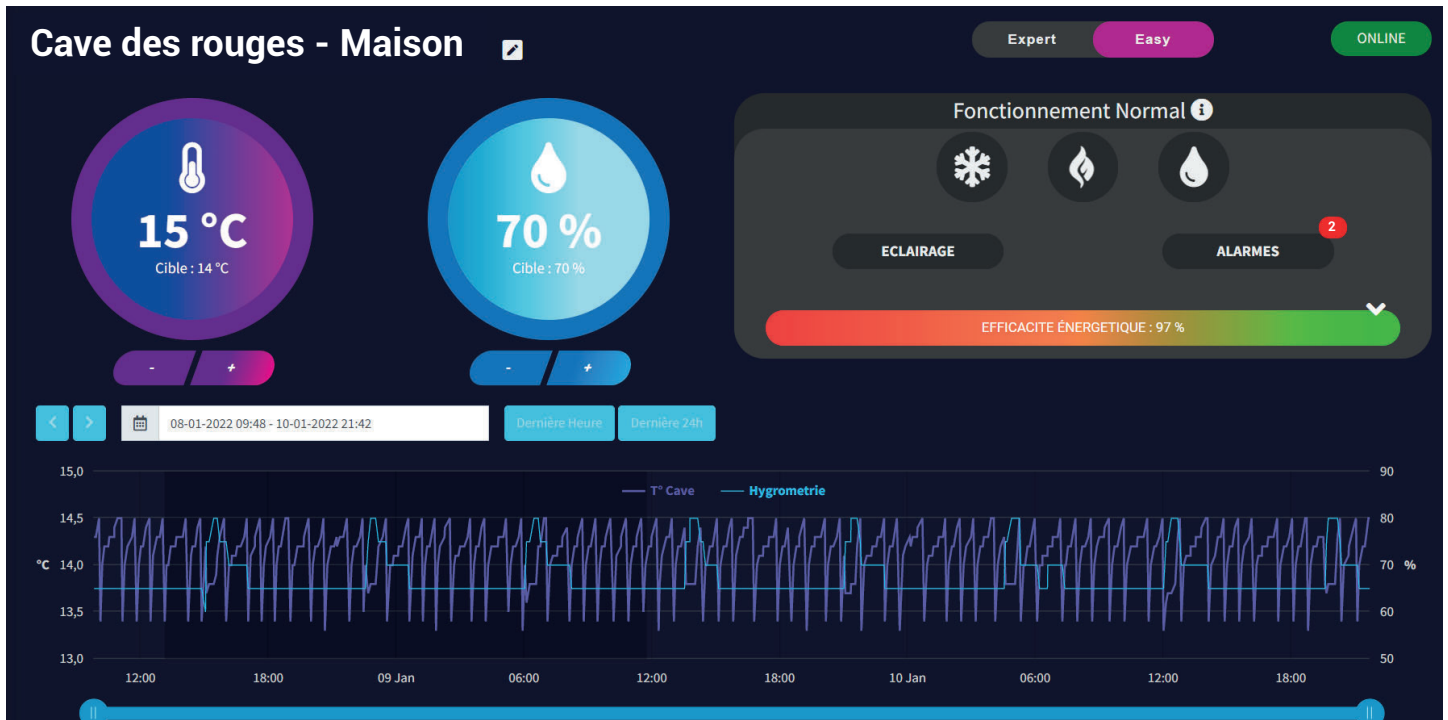 Cave des rouges - Maison
Expert Easy
ONLINE
15 °C
Cible : 14 °C
- +
70 %
Cible : 70 %
- +
Fonctionnement Normal
ECLAIRAGE
ALARMES
2
EFFICACITE ÉNERGETIQUE : 97 %
08-01-2022 09:48 - 10-01-2022 21:42
Dernière Heure
Dernière 24h
T° Cave
Hygrometrie
°C
15,0
14,5
14,0
13,5
13,0
90
80
70
60
50
%
12:00 18:00 09 Jan 06:00 12:00 18:00 10 Jan 06:00 12:00 18:00